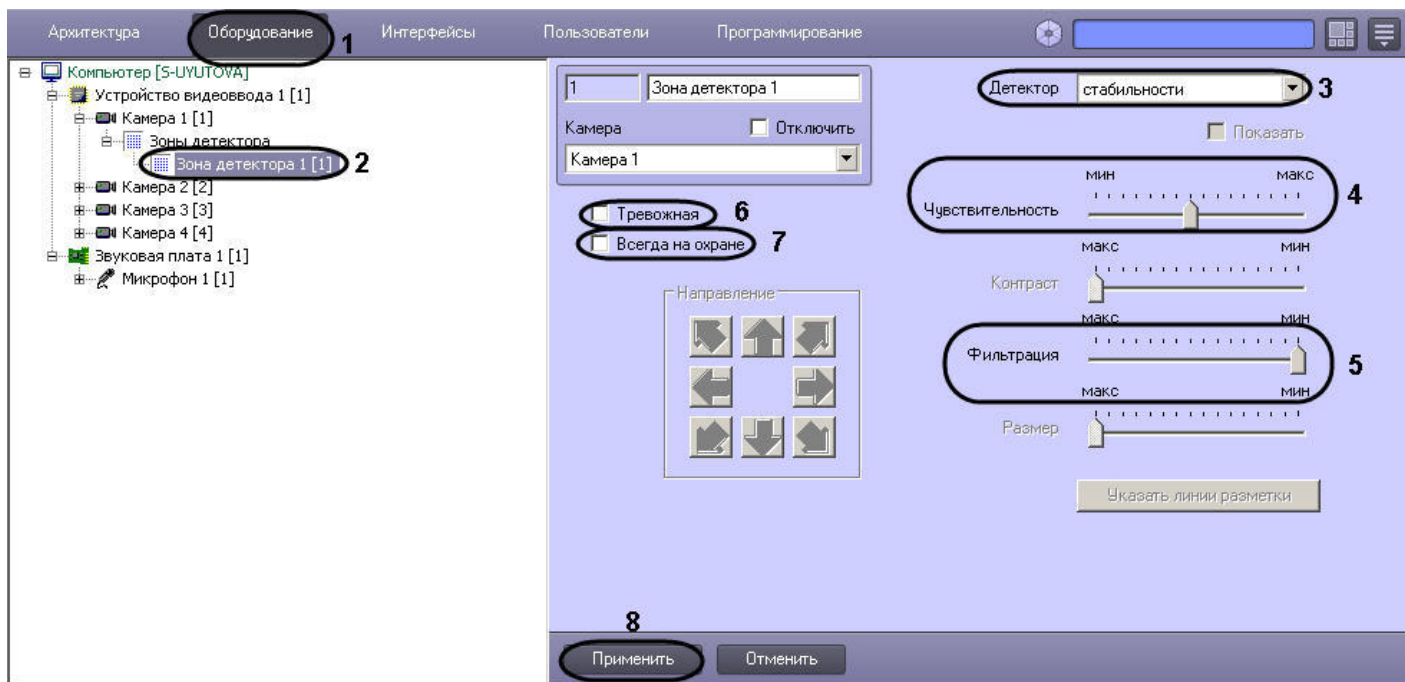 Архитектура Оборудование 1 Интерфейсы Пользователи Программирование
Компьютер [S-UYUTOVA]
Устройство видеоввода 1 [1]
Камера 1 [1]
Зоны детектора
Зона детектора 1 [1] 2
Камера 2 [2]
Камера 3 [3]
Камера 4 [4]
Звуковая плата 1 [1]
Микрофон 1 [1]
1 Зона детектора 1
Камера Отключить
Камера 1
Тревожная 6
Всегда на охране 7
Направление
Детектор стабильности 3
Показать
мин макс
Чувствительность 4
макс мин
Контраст
макс мин
Фильтрация 5
макс мин
Размер
Указать линии разметки
8
Применить Отменить